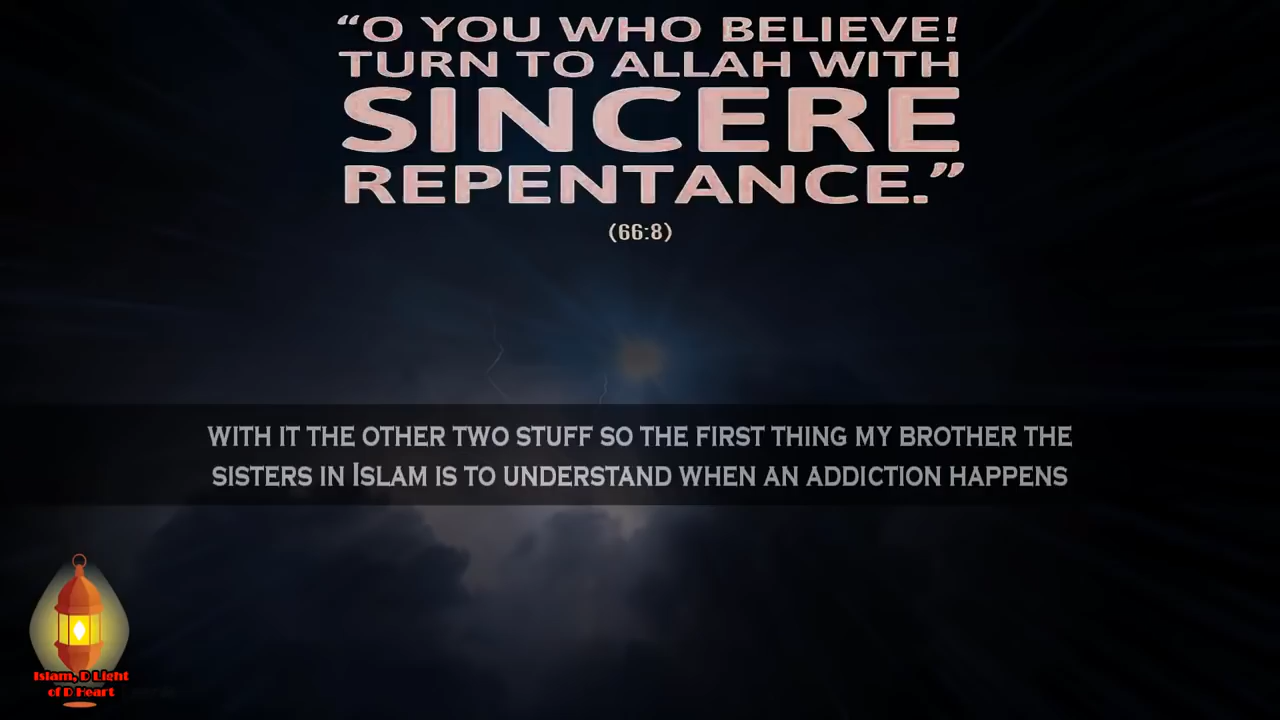 “O YOU WHO BELIEVE!
TURN TO ALLAH WITH
SINCERE
REPENTANCE.”
(66:8)
WITH IT THE OTHER TWO STUFF SO THE FIRST THING MY BROTHER THE
SISTERS IN ISLAM IS TO UNDERSTAND WHEN AN ADDICTION HAPPENS
Islam, D Light
of D Heart